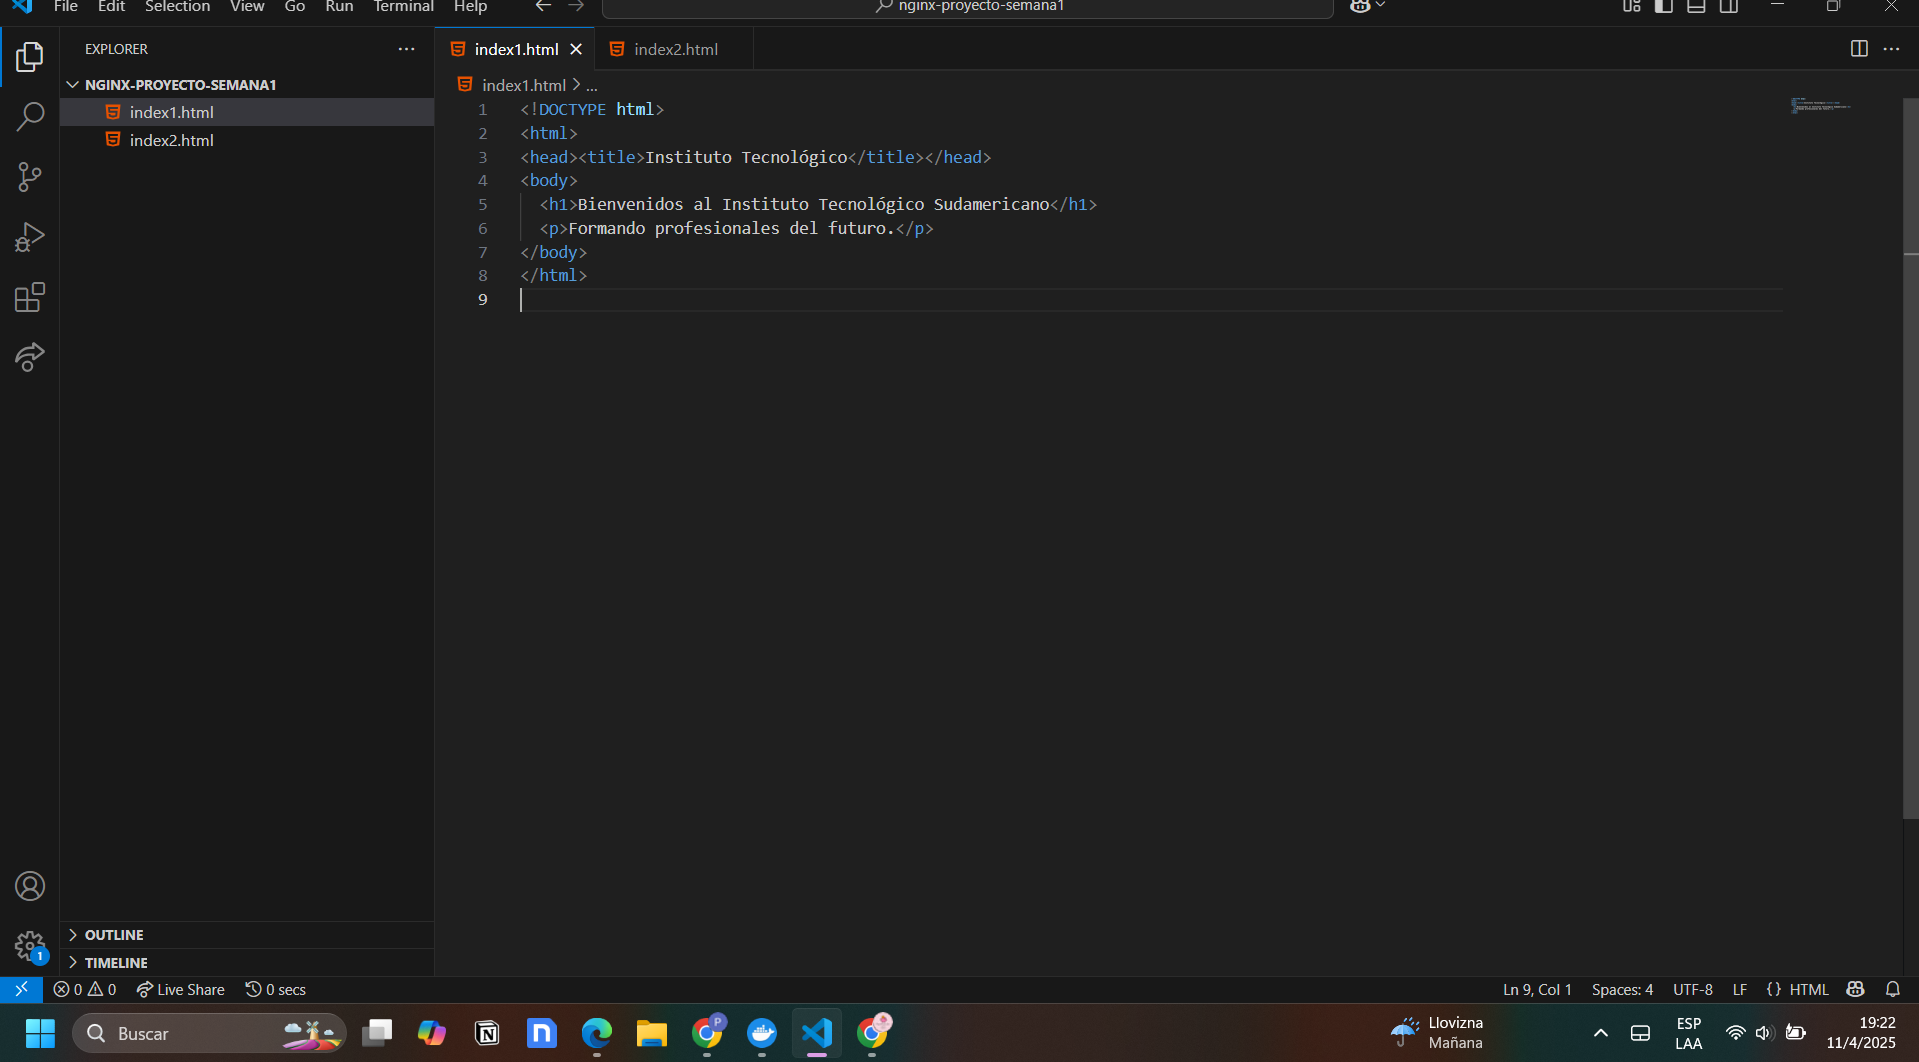 File Edit Selection View Go Run Terminal Help
nginx-proyecto-semana1
EXPLORER
index1.html
index2.html
NGINX-PROYECTO-SEMANA1
index1.html
index2.html
index1.html > ...
1 <!DOCTYPE html>
2 <html>
3 <head><title>Instituto Tecnológico</title></head>
4 <body>
5 <h1>Bienvenidos al Instituto Tecnológico Sudamericano</h1>
6 <p>Formando profesionales del futuro.</p>
7 </body>
8 </html>
9
OUTLINE
TIMELINE
1
0 0 Live Share 0 secs
Ln 9, Col 1 Spaces: 4 UTF-8 LF {} HTML
Buscar
P
Llovizna
Mañana
ESP
LAA
19:22
11/4/2025